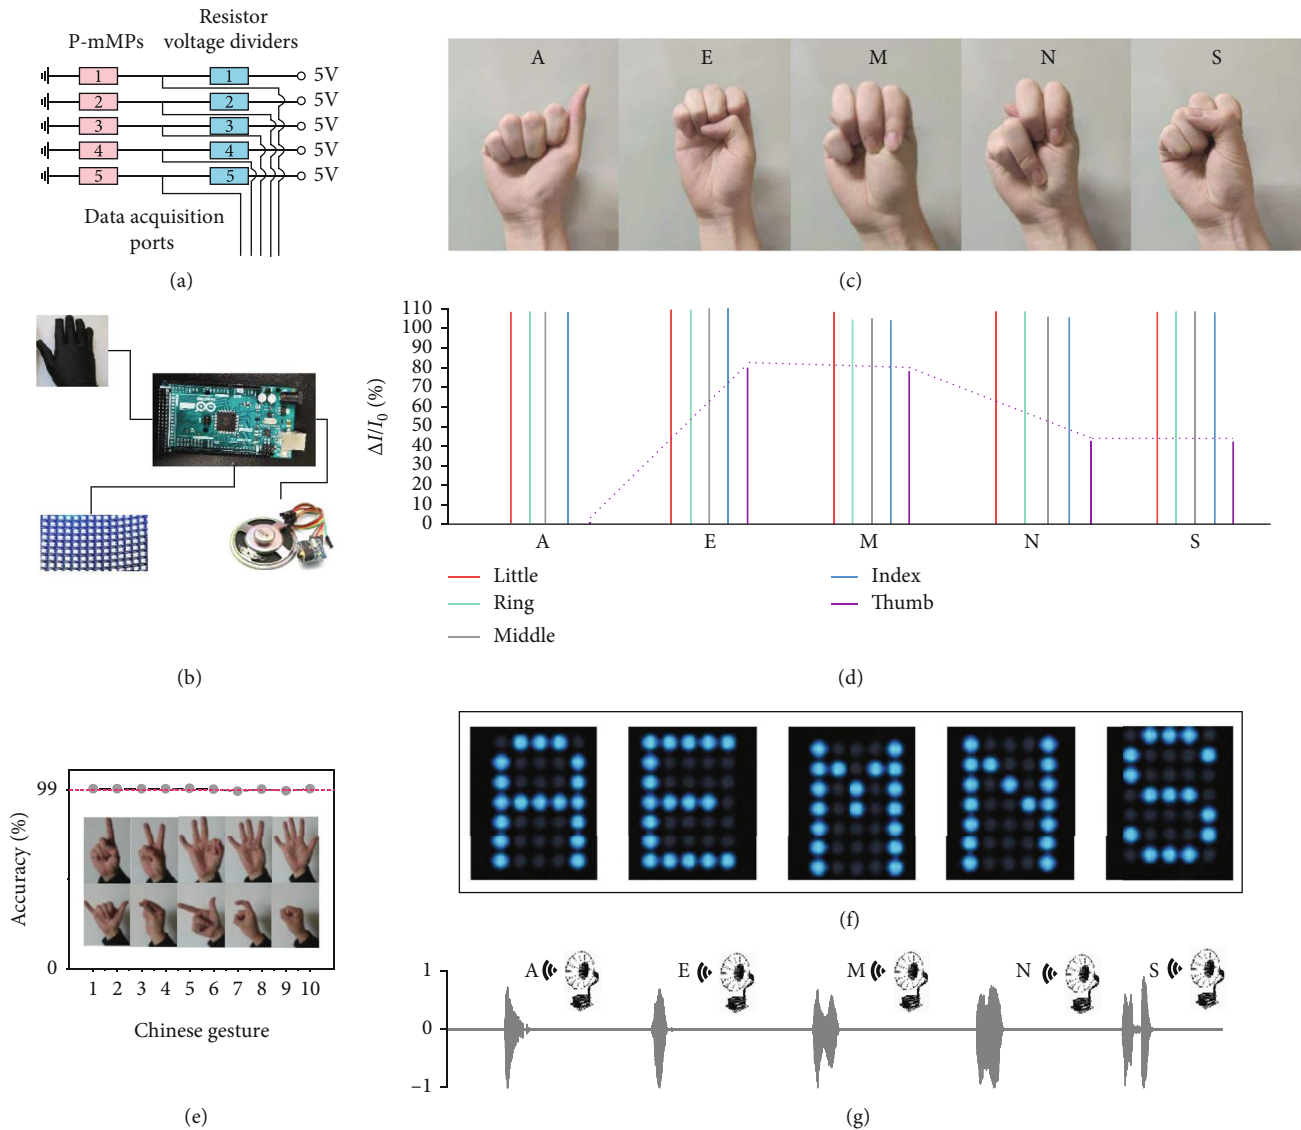 Resistor
P-mMPs voltage dividers
1 1 5V
2 2 5V
3 3 5V
4 4 5V
5 5 5V
Data acquisition
ports
(a)
A E M N S
(c)
(b)
110
100
90
80
70
60
50
40
30
20
10
0
ΔI/I₀ (%)
A E M N S
Little Index
Ring Thumb
Middle
(d)
99
0
Accuracy (%)
1 2 3 4 5 6 7 8 9 10
Chinese gesture
(e)
(f)
A E M N S
1
0
–1
(g)